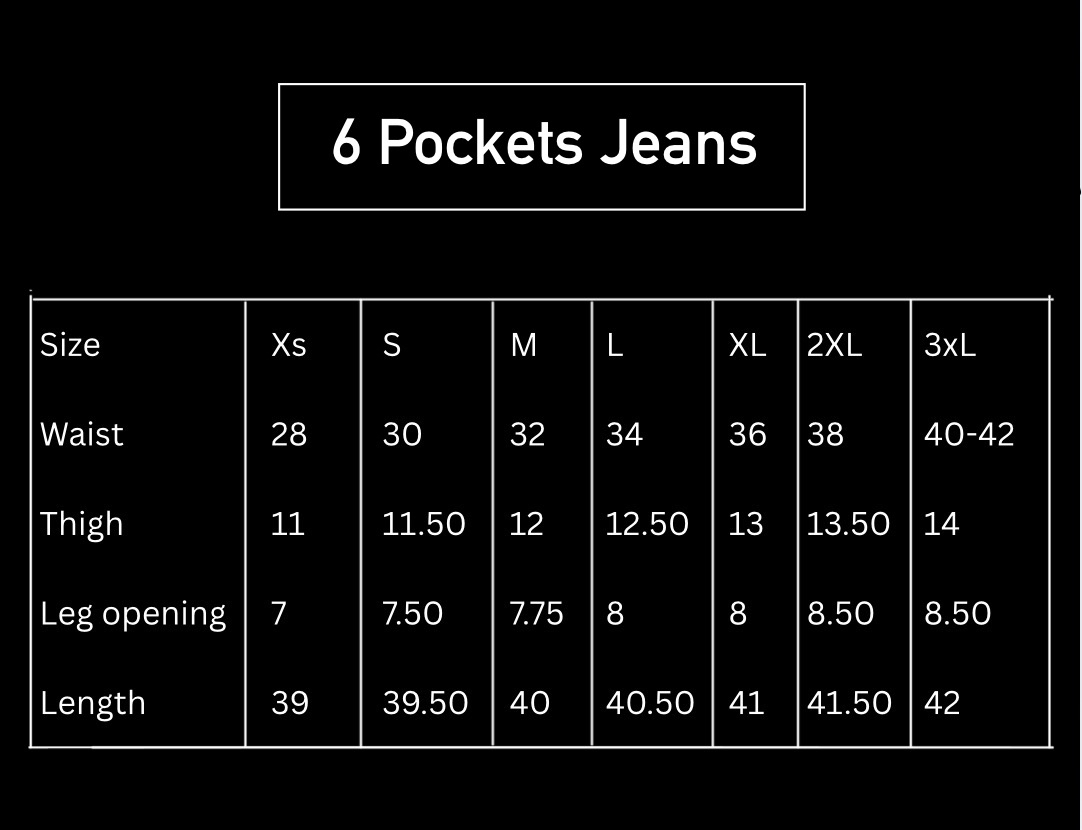 6 Pockets Jeans
Size Xs S M L XL 2XL 3xL
Waist 28 30 32 34 36 38 40-42
Thigh 11 11.50 12 12.50 13 13.50 14
Leg opening 7 7.50 7.75 8 8 8.50 8.50
Length 39 39.50 40 40.50 41 41.50 42